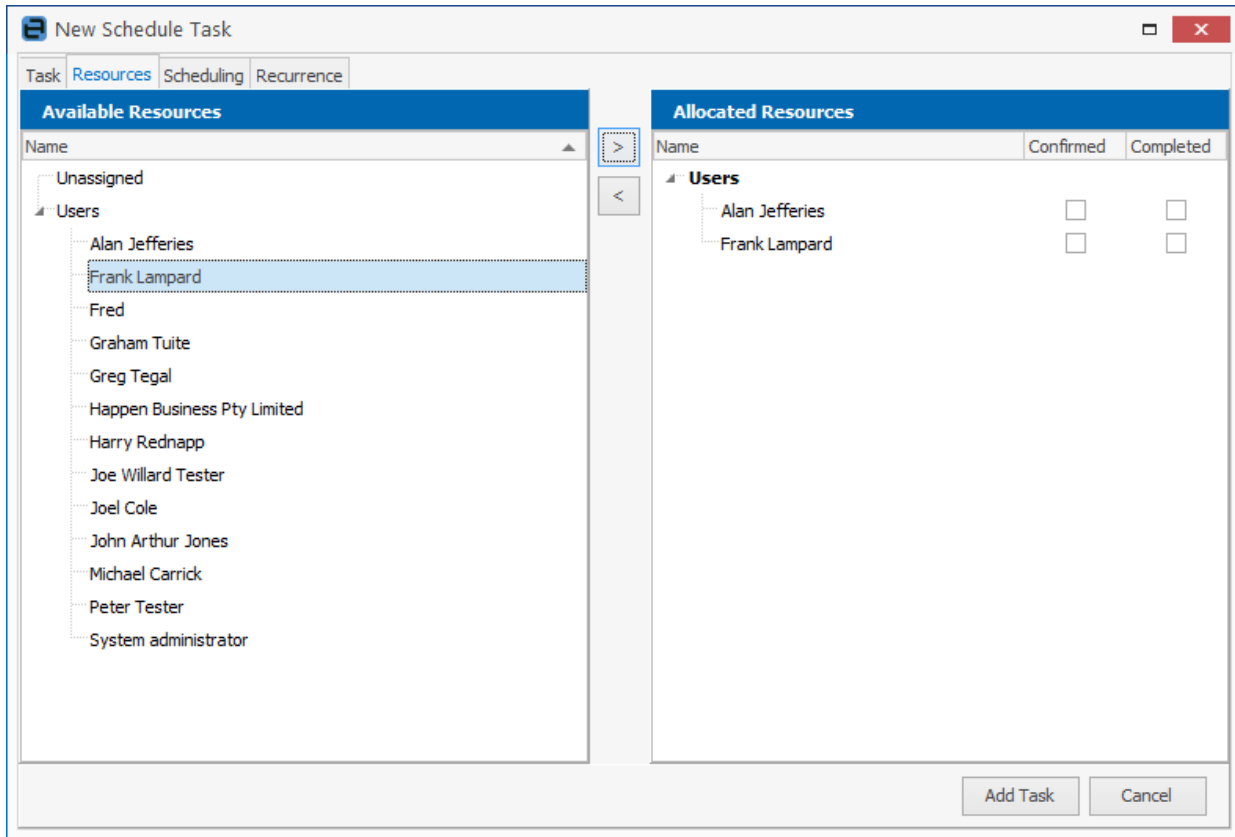 New Schedule Task
Task Resources Scheduling Recurrence
Available Resources
Name
Unassigned
Users
Alan Jefferies
Frank Lampard
Fred
Graham Tuite
Greg Tegal
Happen Business Pty Limited
Harry Rednapp
Joe Willard Tester
Joel Cole
John Arthur Jones
Michael Carrick
Peter Tester
System administrator
>
<
Allocated Resources
Name Confirmed Completed
Users
Alan Jefferies
Frank Lampard
Add Task Cancel